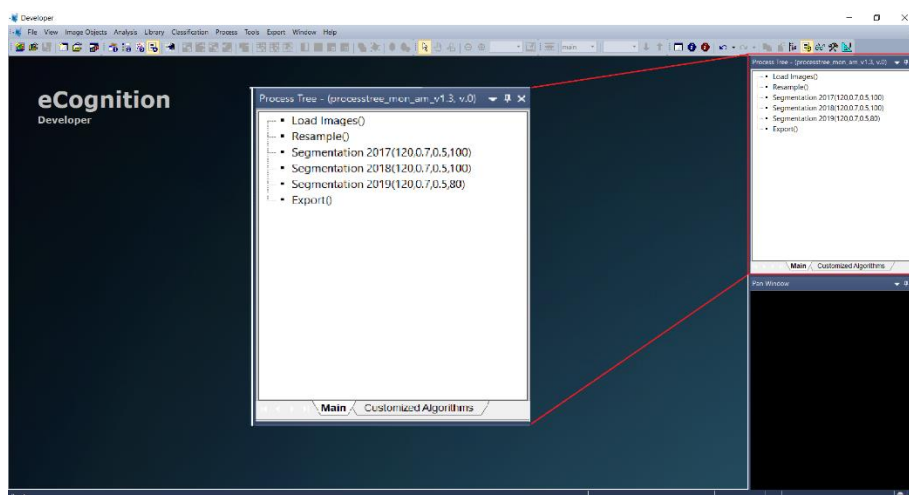 Developer
File View Image Objects Analysis Library Classification Process Tools Export Window Help
main
eCognition
Developer
Process Tree - (processtree_mon_am_v1.3, v.0)
Load Images()
Resample()
Segmentation 2017(120,0.7,0.5,100)
Segmentation 2018(120,0.7,0.5,100)
Segmentation 2019(120,0.7,0.5,80)
Export()
Main Customized Algorithms
Process Tree - (processtree_mon_am_v1.3, v.0)
Load Images()
Resample()
Segmentation 2017(120,0.7,0.5,100)
Segmentation 2018(120,0.7,0.5,100)
Segmentation 2019(120,0.7,0.5,80)
Export()
Main Customized Algorithms
Pan Window